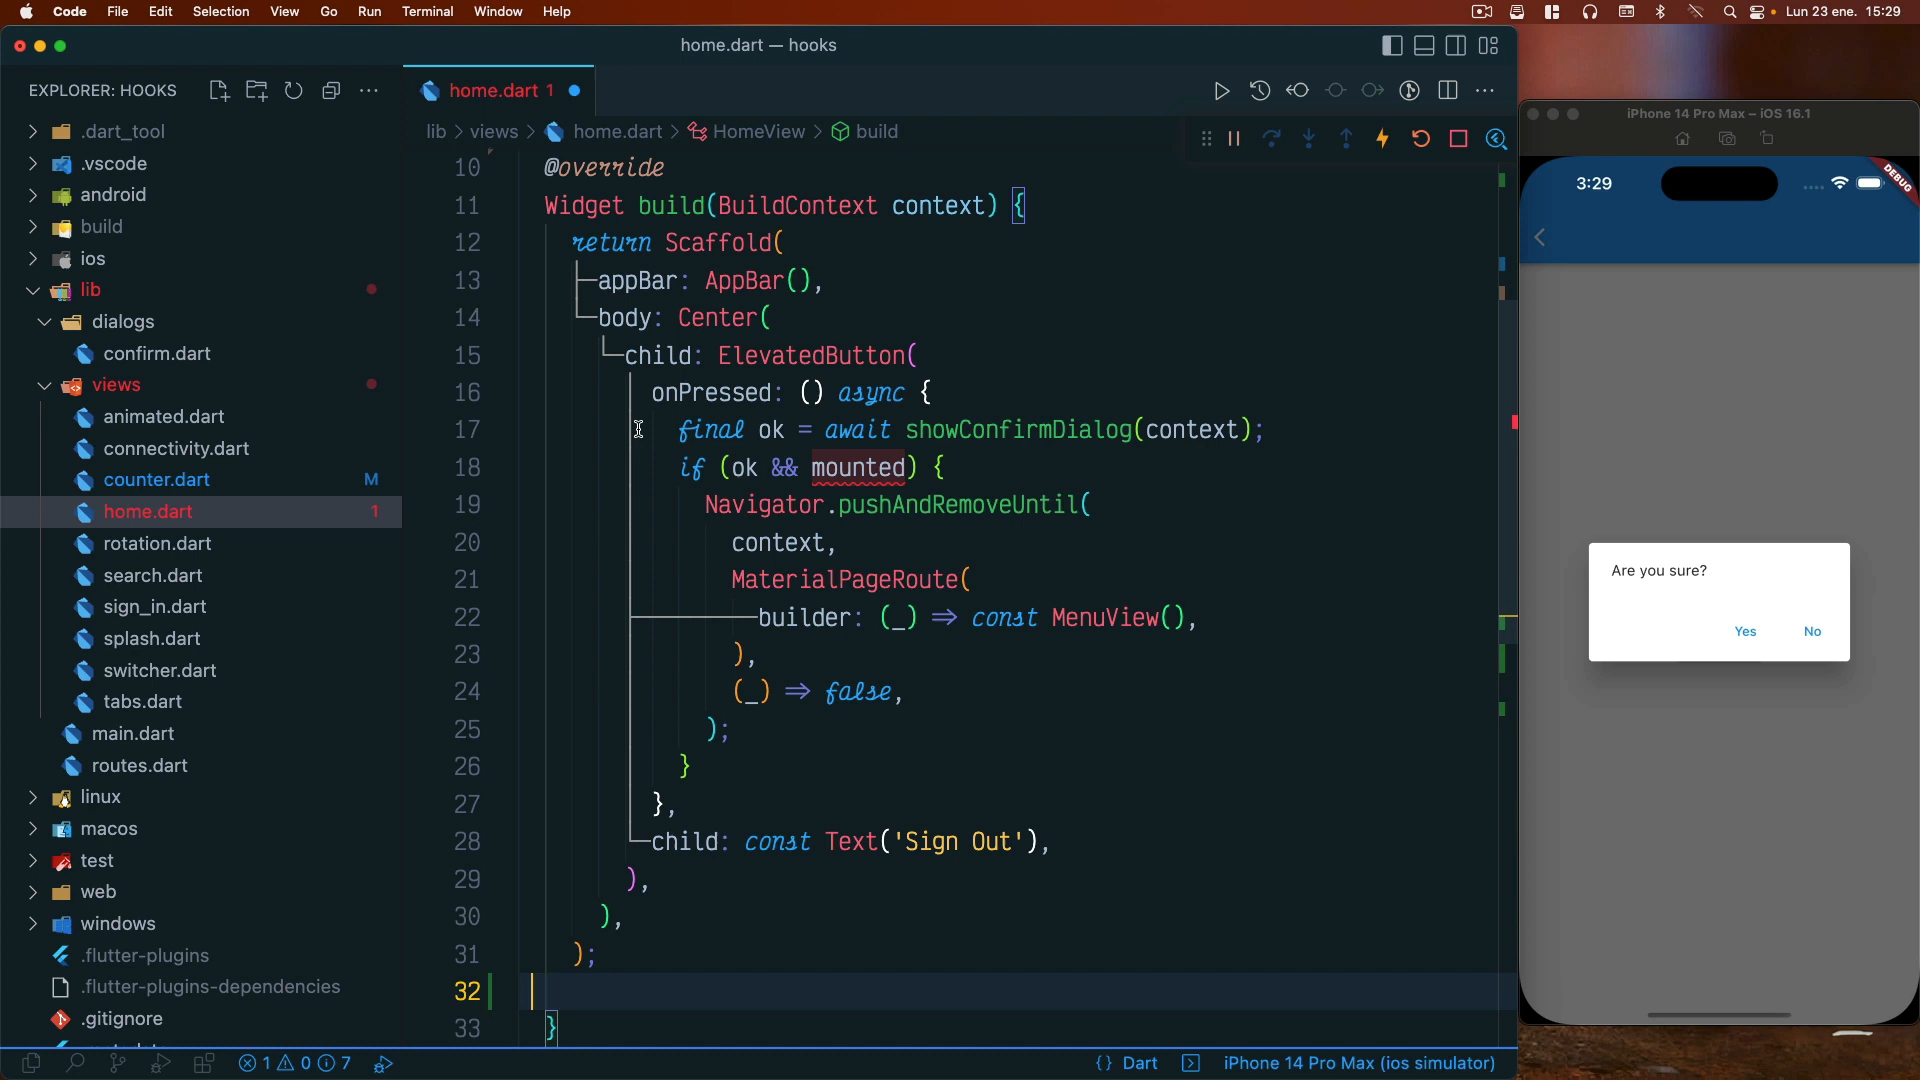 Code File Edit Selection View Go Run Terminal Window Help
Lun 23 ene. 15:29
home.dart — hooks
EXPLORER: HOOKS
.dart_tool
.vscode
android
build
ios
lib
dialogs
confirm.dart
views
animated.dart
connectivity.dart
counter.dart M
home.dart 1
rotation.dart
search.dart
sign_in.dart
splash.dart
switcher.dart
tabs.dart
main.dart
routes.dart
linux
macos
test
web
windows
.flutter-plugins
.flutter-plugins-dependencies
.gitignore
home.dart 1
lib > views > home.dart > HomeView > build
10 @override
11 Widget build(BuildContext context) {
12 return Scaffold(
13 appBar: AppBar(),
14 body: Center(
15 child: ElevatedButton(
16 onPressed: () async {
17 final ok = await showConfirmDialog(context);
18 if (ok && mounted) {
19 Navigator.pushAndRemoveUntil(
20 context,
21 MaterialPageRoute(
22 builder: (_) => const MenuView(),
23 ),
24 (_) => false,
25 );
26 }
27 },
28 child: const Text('Sign Out'),
29 ),
30 ),
31 );
32
33 }
1 0 7
{} Dart
iPhone 14 Pro Max (ios simulator)
iPhone 14 Pro Max – iOS 16.1
3:29
DEBUG
Are you sure?
Yes No